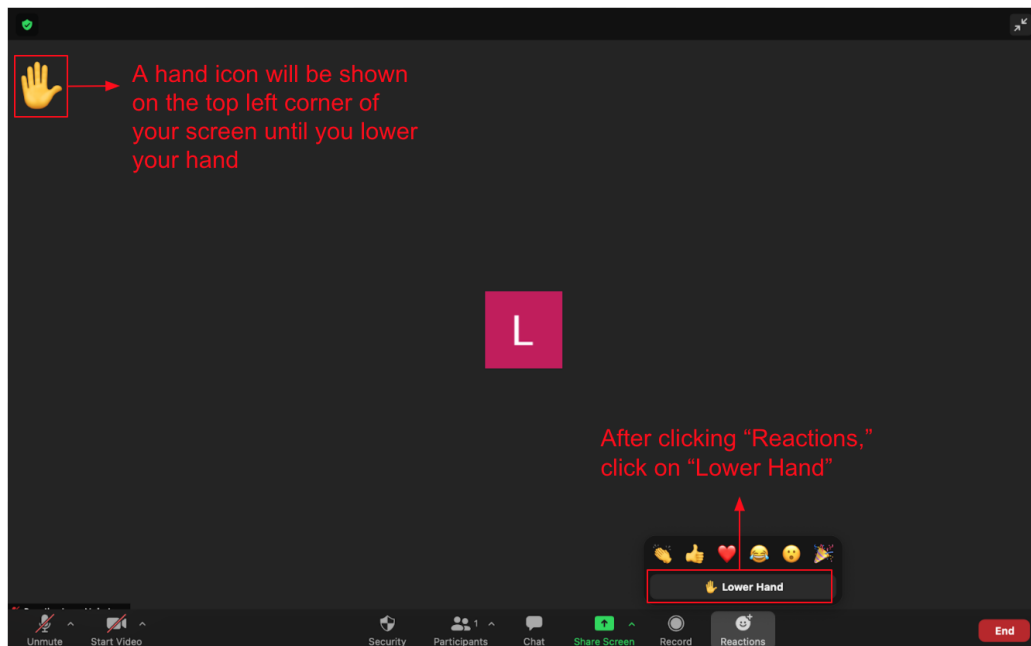 A hand icon will be shown
on the top left corner of
your screen until you lower
your hand
L
After clicking “Reactions,”
click on “Lower Hand”
Lower Hand
Unmute
Start Video
Security
1
Participants
Chat
Share Screen
Record
Reactions
End